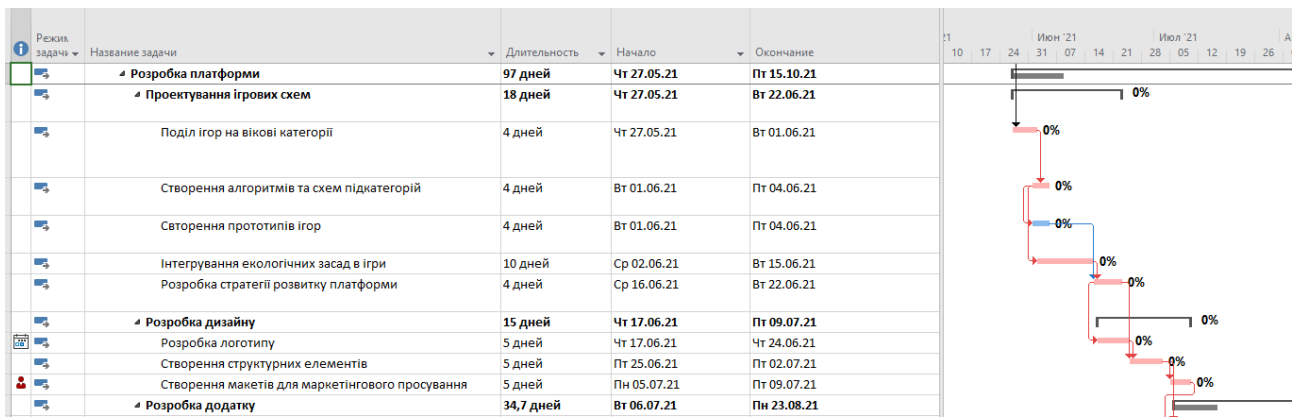 Режим
задачи Название задачи Длительность Начало Окончание
21 Июн '21 Июл '21 А
10 17 24 31 07 14 21 28 05 12 19 26
Розробка платформи 97 дней Чт 27.05.21 Пт 15.10.21
Проектування ігрових схем 18 дней Чт 27.05.21 Вт 22.06.21 0%
Поділ ігор на вікові категорії 4 дней Чт 27.05.21 Вт 01.06.21 0%
Створення алгоритмів та схем підкатегорій 4 дней Вт 01.06.21 Пт 04.06.21 0%
Свторення прототипів ігор 4 дней Вт 01.06.21 Пт 04.06.21 0%
Інтегрування екологічних засад в ігри 10 дней Ср 02.06.21 Вт 15.06.21 0%
Розробка стратегії розвитку платформи 4 дней Ср 16.06.21 Вт 22.06.21 0%
Розробка дизайну 15 дней Чт 17.06.21 Пт 09.07.21 0%
Розробка логотипу 5 дней Чт 17.06.21 Чт 24.06.21 0%
Створення структурних елементів 5 дней Пт 25.06.21 Пт 02.07.21 0%
Створення макетів для маркетінгового просування 5 дней Пн 05.07.21 Пт 09.07.21 0%
Розробка додатку 34,7 дней Вт 06.07.21 Пн 23.08.21